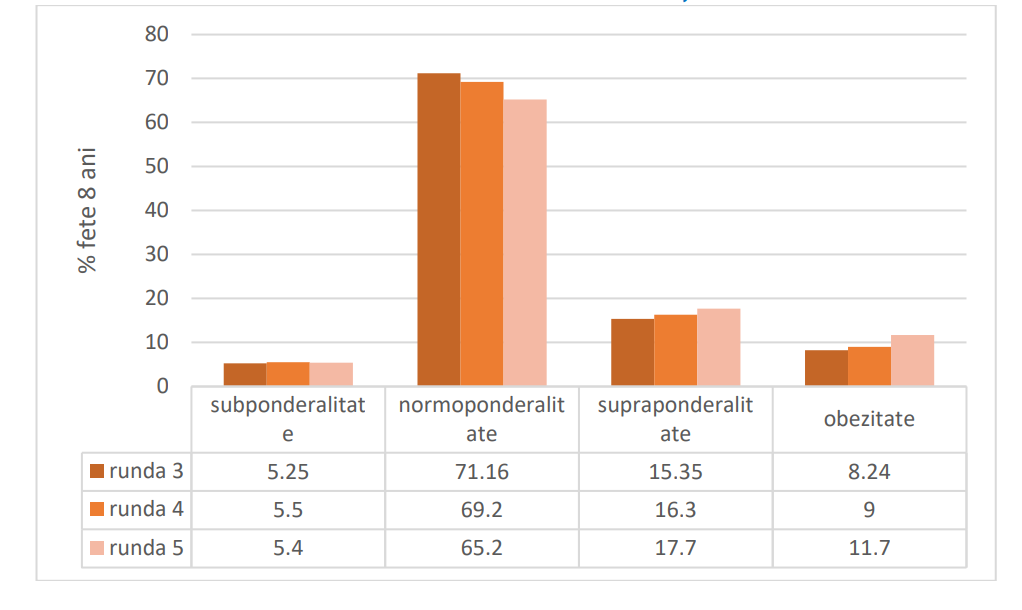 80
70
60
50
40
30
20
10
0
% fete 8 ani
subponderalitat
e
normoponderalit
ate
supraponderalit
ate
obezitate
runda 3 5.25 71.16 15.35 8.24
runda 4 5.5 69.2 16.3 9
runda 5 5.4 65.2 17.7 11.7